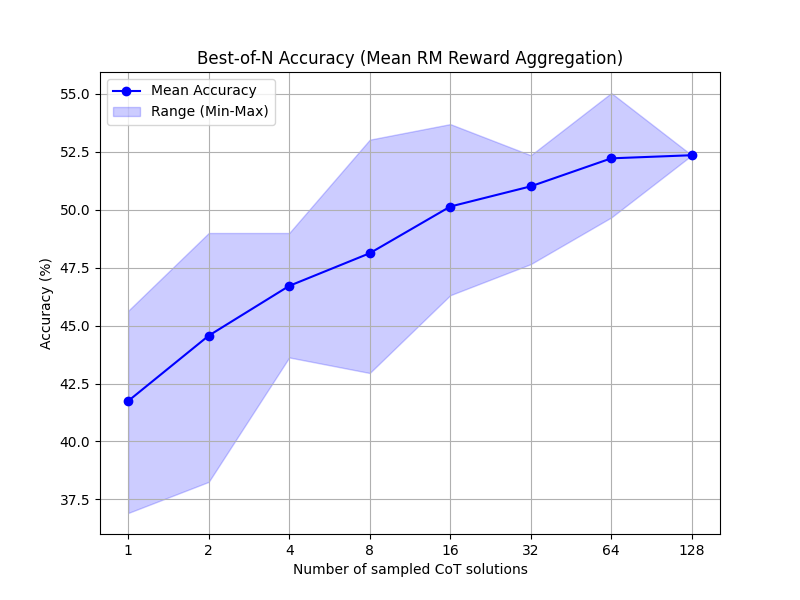 Best-of-N Accuracy (Mean RM Reward Aggregation)
Mean Accuracy
Range (Min-Max)
55.0
52.5
50.0
47.5
45.0
42.5
40.0
37.5
Accuracy (%)
1 2 4 8 16 32 64 128
Number of sampled CoT solutions